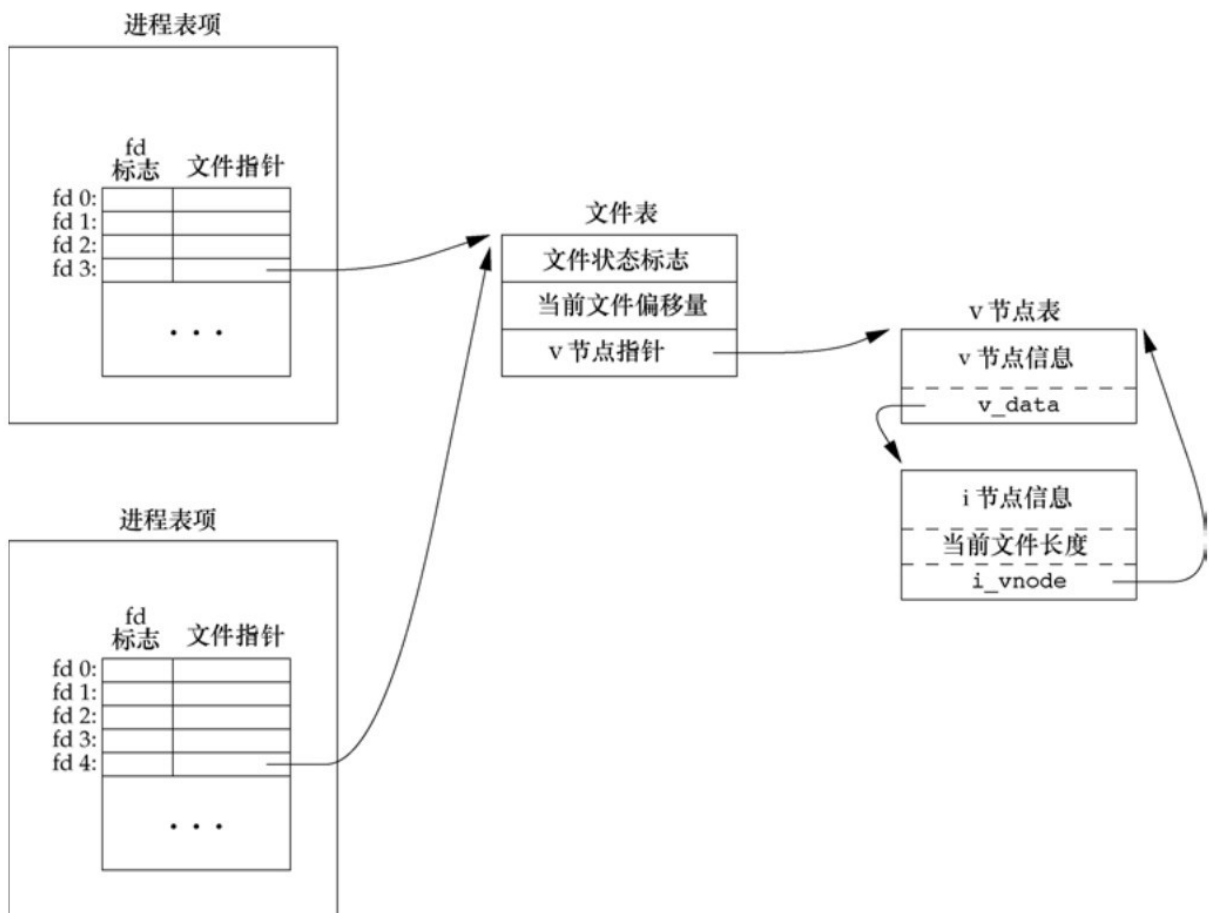 进程表项
fd
标志 文件指针
fd 0:
fd 1:
fd 2:
fd 3:
· · ·
文件表
文件状态标志
当前文件偏移量
v 节点指针
v 节点表
v 节点信息
v_data
i 节点信息
当前文件长度
i_vnode
进程表项
fd
标志 文件指针
fd 0:
fd 1:
fd 2:
fd 3:
fd 4:
· · ·